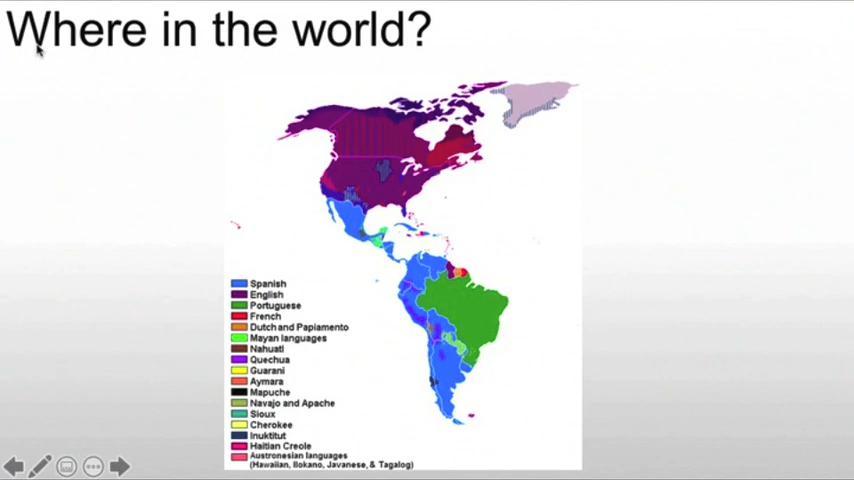 Where in the world?
Spanish
English
Portuguese
French
Dutch and Papiamento
Mayan languages
Nahuatl
Quechua
Guarani
Aymara
Mapuche
Navajo and Apache
Sioux
Cherokee
Inuktitut
Haitian Creole
Austronesian languages
(Hawaiian, Ilokano, Javanese, & Tagalog)